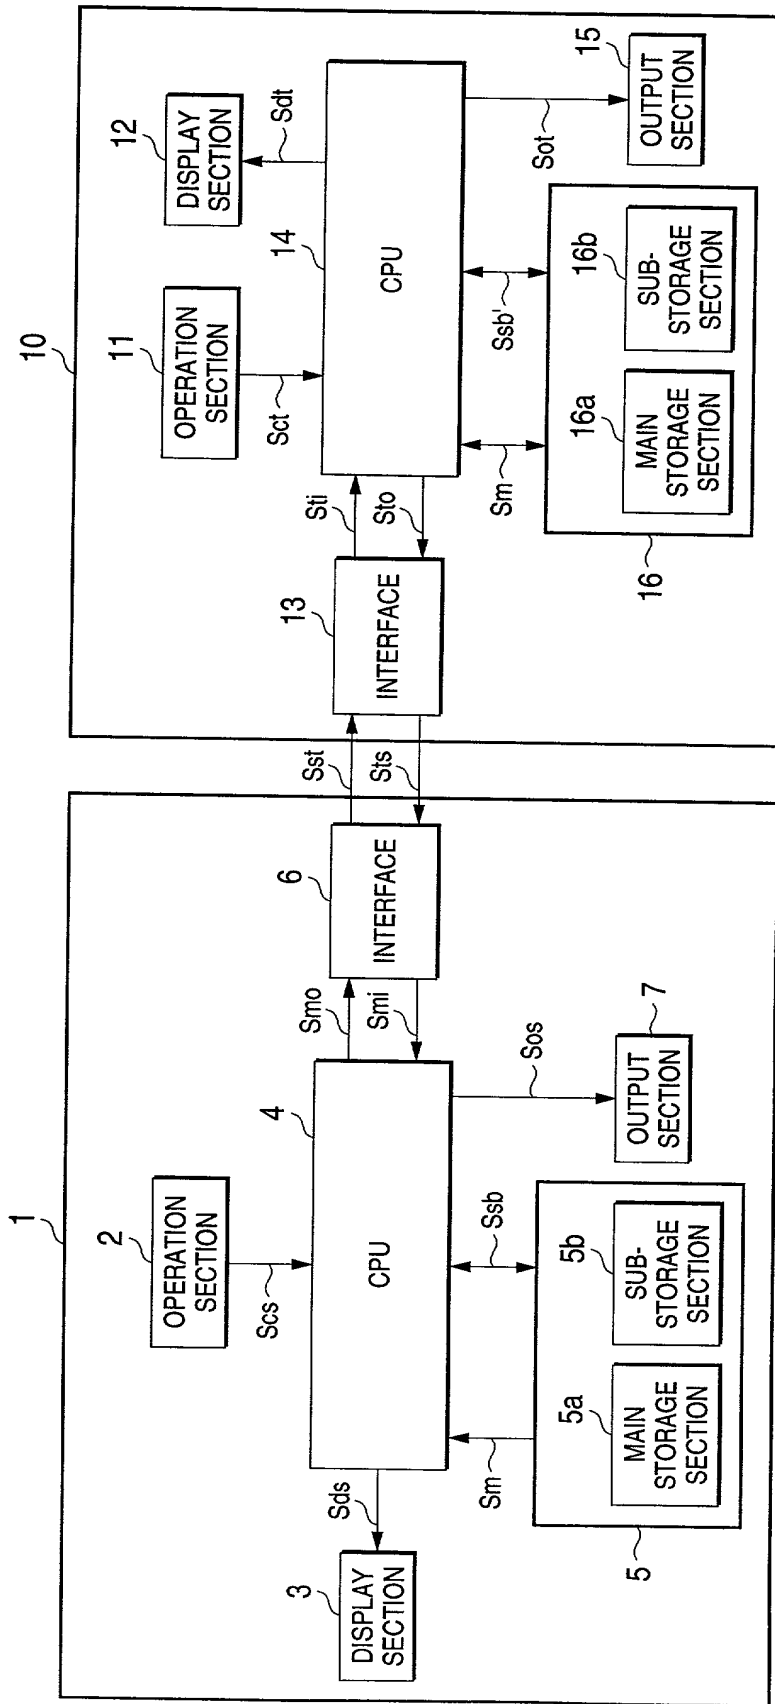 1
2
OPERATION
SECTION
Scs
3
DISPLAY
SECTION
Sds
4
CPU
Smo
Smi
6
INTERFACE
Sm
Ssb
Sos
5
5a
MAIN
STORAGE
SECTION
5b
SUB-
STORAGE
SECTION
7
OUTPUT
SECTION
Sst
Sts
10
11
OPERATION
SECTION
Sct
12
DISPLAY
SECTION
Sdt
13
INTERFACE
Sti
Sto
14
CPU
Sm
Ssb'
Sot
16
16a
MAIN
STORAGE
SECTION
16b
SUB-
STORAGE
SECTION
15
OUTPUT
SECTION